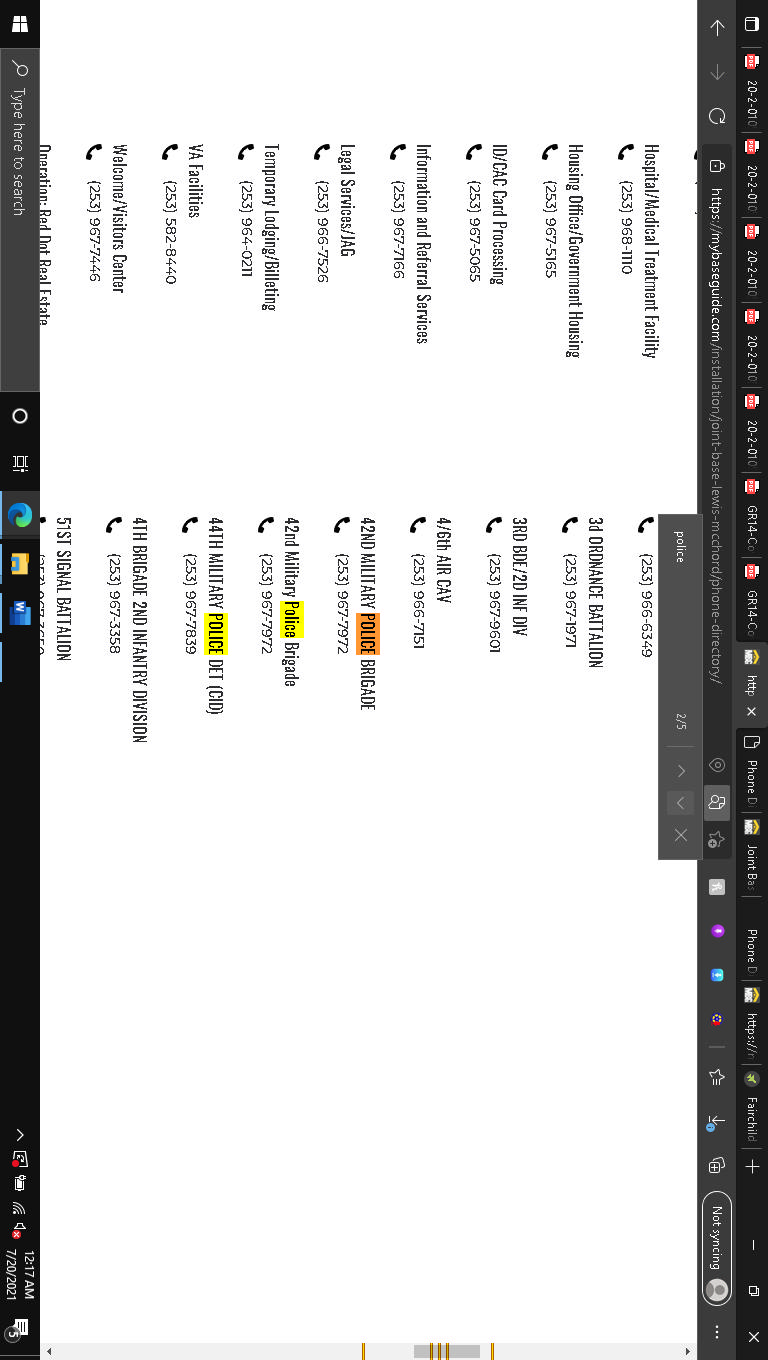 20-2-010
20-2-010
20-2-010
20-2-010
20-2-010
GR14-Co
GR14-Co
http
Phone D
Joint Bas
Phone D
https://n
Fairchild
https://mybaseguide.com/installation/joint-base-lewis-mcchord/phone-directory/
Not syncing
police
2/5
Hospital/Medical Treatment Facility
(253) 968-1110
Housing Office/Government Housing
(253) 967-5165
ID/CAC Card Processing
(253) 967-5065
Information and Referral Services
(253) 967-7166
Legal Services/JAG
(253) 966-7526
Temporary Lodging/Billeting
(253) 964-0211
VA Facilities
(253) 582-8440
Welcome/Visitors Center
(253) 967-7446
Operation: Red Dot Real Estate
(253) 966-6349
3d ORDNANCE BATTALION
(253) 967-1971
3RD BDE/2D INF DIV
(253) 967-9601
4/6th AIR CAV
(253) 966-7151
42ND MILITARY POLICE BRIGADE
(253) 967-7972
42nd Military Police Brigade
(253) 967-7972
44TH MILITARY POLICE DET (CID)
(253) 967-7839
4TH BRIGADE 2ND INFANTRY DIVISION
(253) 967-3358
51ST SIGNAL BATTALION
Type here to search
12:17 AM
7/20/2021
5